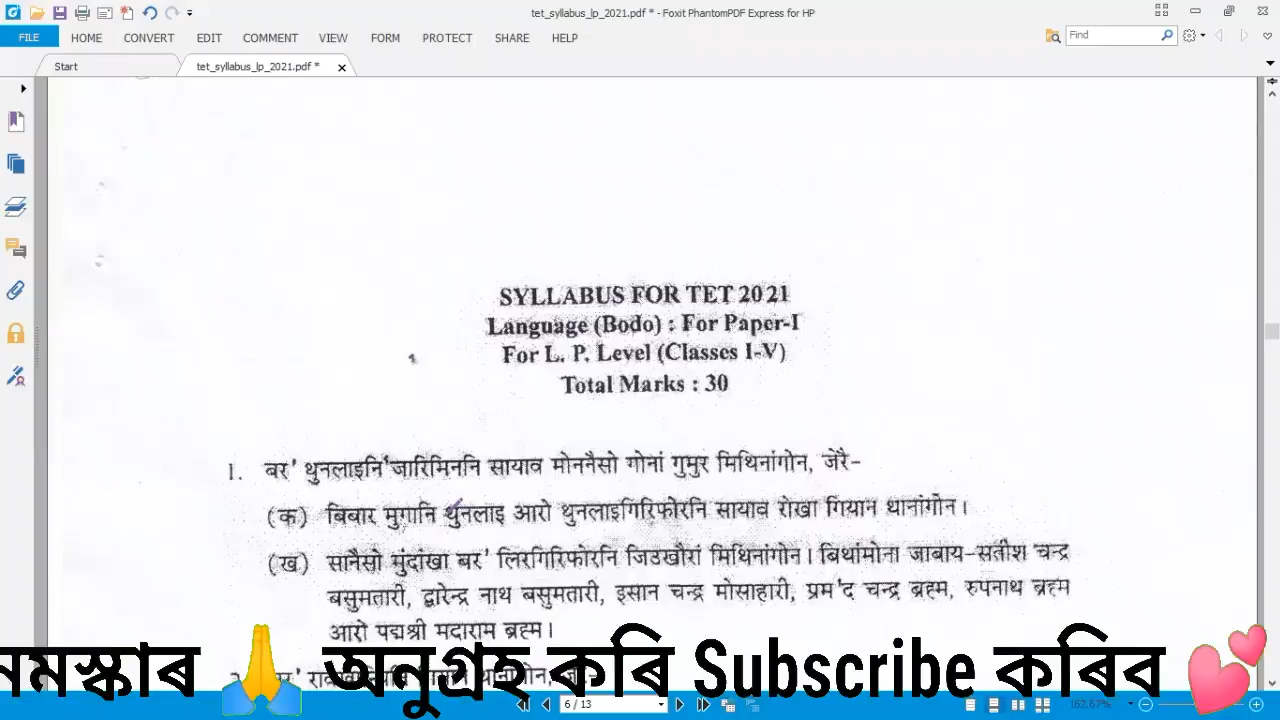 tet_syllabus_lp_2021.pdf * - Foxit PhantomPDF Express for HP
FILE HOME CONVERT EDIT COMMENT VIEW FORM PROTECT SHARE HELP
Find
Start tet_syllabus_lp_2021.pdf *
SYLLABUS FOR TET 2021
Language (Bodo) : For Paper-I
For L. P. Level (Classes I-V)
Total Marks : 30
1. बर' थुनलाइनि जारिमिननि सायाव मोननैसो गोनां गुमुर मिथिनांगोन, जेरै–
(क) बिबार मुगानि थुनलाइ आरो थुनलाइगिरिफोरनि सायाव रोखा गियान थानांगोन।
(ख) सानैसो मुंदांखा बर' लिरगिरिफोरनि जिउखौरां मिथिनांगोन। बिथांमोना जाबाय–सतीश चन्द्र
बसुमतारी, द्वारेन्द्र नाथ बसुमतारी, इसान चन्द्र मोसाहारी, प्रम'द चन्द्र ब्रह्म, रुपनाथ ब्रह्म
आरो पद्मश्री मदाराम ब्रह्म।
নমস্কাৰ 🙏 অনুগ্ৰহ কৰি Subscribe কৰিব 💕
6 / 13
162.67%